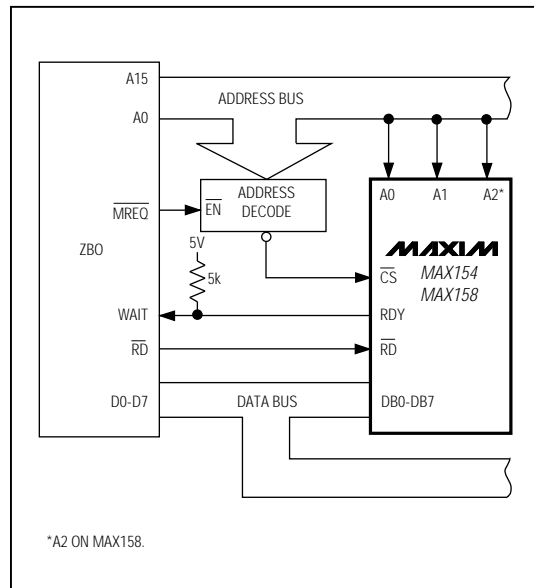 A15
ADDRESS BUS
A0
A0 A1 A2*
ADDRESS
DECODE
MREQ
EN
ZBO
5V
5k
MAXIM
MAX154
MAX158
CS
WAIT
RDY
RD
RD
D0-D7
DATA BUS
DB0-DB7
*A2 ON MAX158.